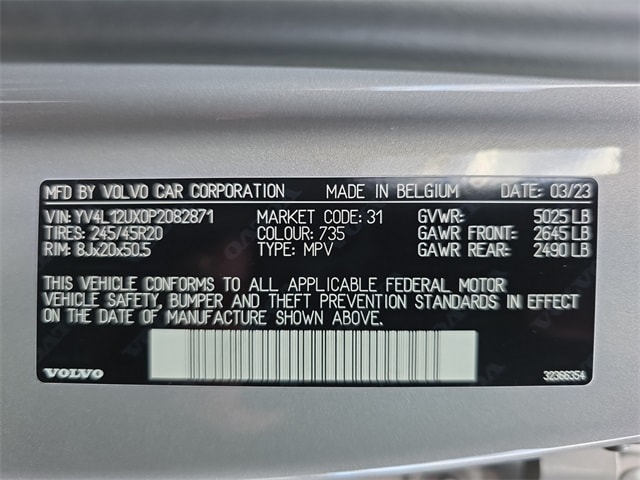 MFD BY VOLVO CAR CORPORATION MADE IN BELGIUM DATE: 03/23
VIN: YV4L12UX0P2082871 MARKET CODE: 31 GVWR: 5025 LB
TIRES: 245/45R20 COLOUR: 735 GAWR FRONT: 2645 LB
RIM: 8Jx20x50.5 TYPE: MPV GAWR REAR: 2490 LB
THIS VEHICLE CONFORMS TO ALL APPLICABLE FEDERAL MOTOR
VEHICLE SAFETY, BUMPER AND THEFT PREVENTION STANDARDS IN EFFECT
ON THE DATE OF MANUFACTURE SHOWN ABOVE.
VOLVO 32366354